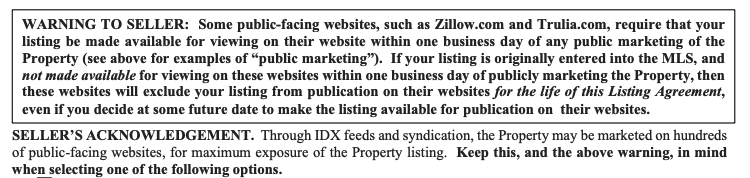 WARNING TO SELLER: Some public-facing websites, such as Zillow.com and Trulia.com, require that your
listing be made available for viewing on their website within one business day of any public marketing of
the Property (see above for examples of “public marketing”). If your listing is originally entered into the MLS, and
not made available for viewing on these websites within one business day of publicly marketing the Property, then
these websites will exclude your listing from publication on their websites for the life of this Listing Agreement,
even if you decide at some future date to make the listing available for publication on their websites.
SELLER’S ACKNOWLEDGEMENT. Through IDX feeds and syndication, the Property may be marketed on hundreds
of public-facing websites, for maximum exposure of the Property listing. Keep this, and the above warning, in mind
when selecting one of the following options.